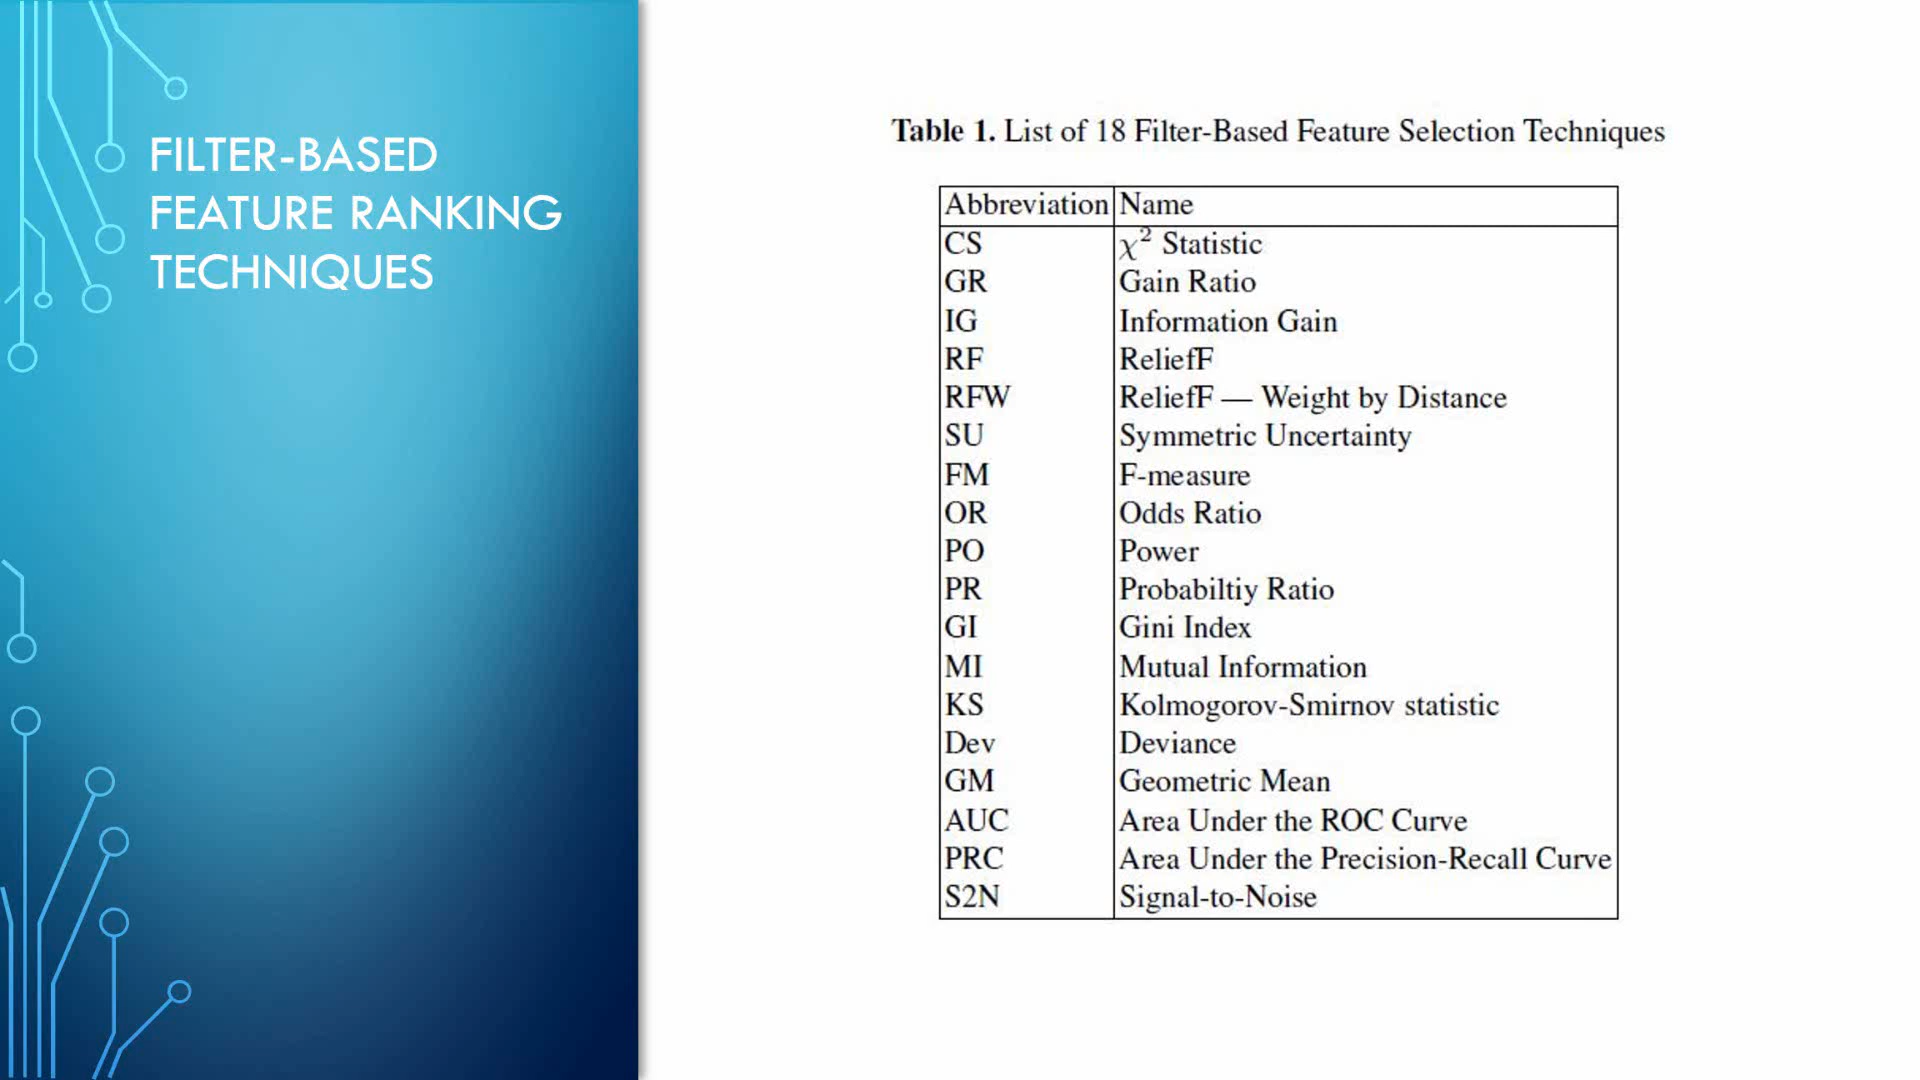 FILTER-BASED
FEATURE RANKING
TECHNIQUES
Table 1. List of 18 Filter-Based Feature Selection Techniques
Abbreviation Name
CS χ² Statistic
GR Gain Ratio
IG Information Gain
RF ReliefF
RFW ReliefF — Weight by Distance
SU Symmetric Uncertainty
FM F-measure
OR Odds Ratio
PO Power
PR Probabiltiy Ratio
GI Gini Index
MI Mutual Information
KS Kolmogorov-Smirnov statistic
Dev Deviance
GM Geometric Mean
AUC Area Under the ROC Curve
PRC Area Under the Precision-Recall Curve
S2N Signal-to-Noise